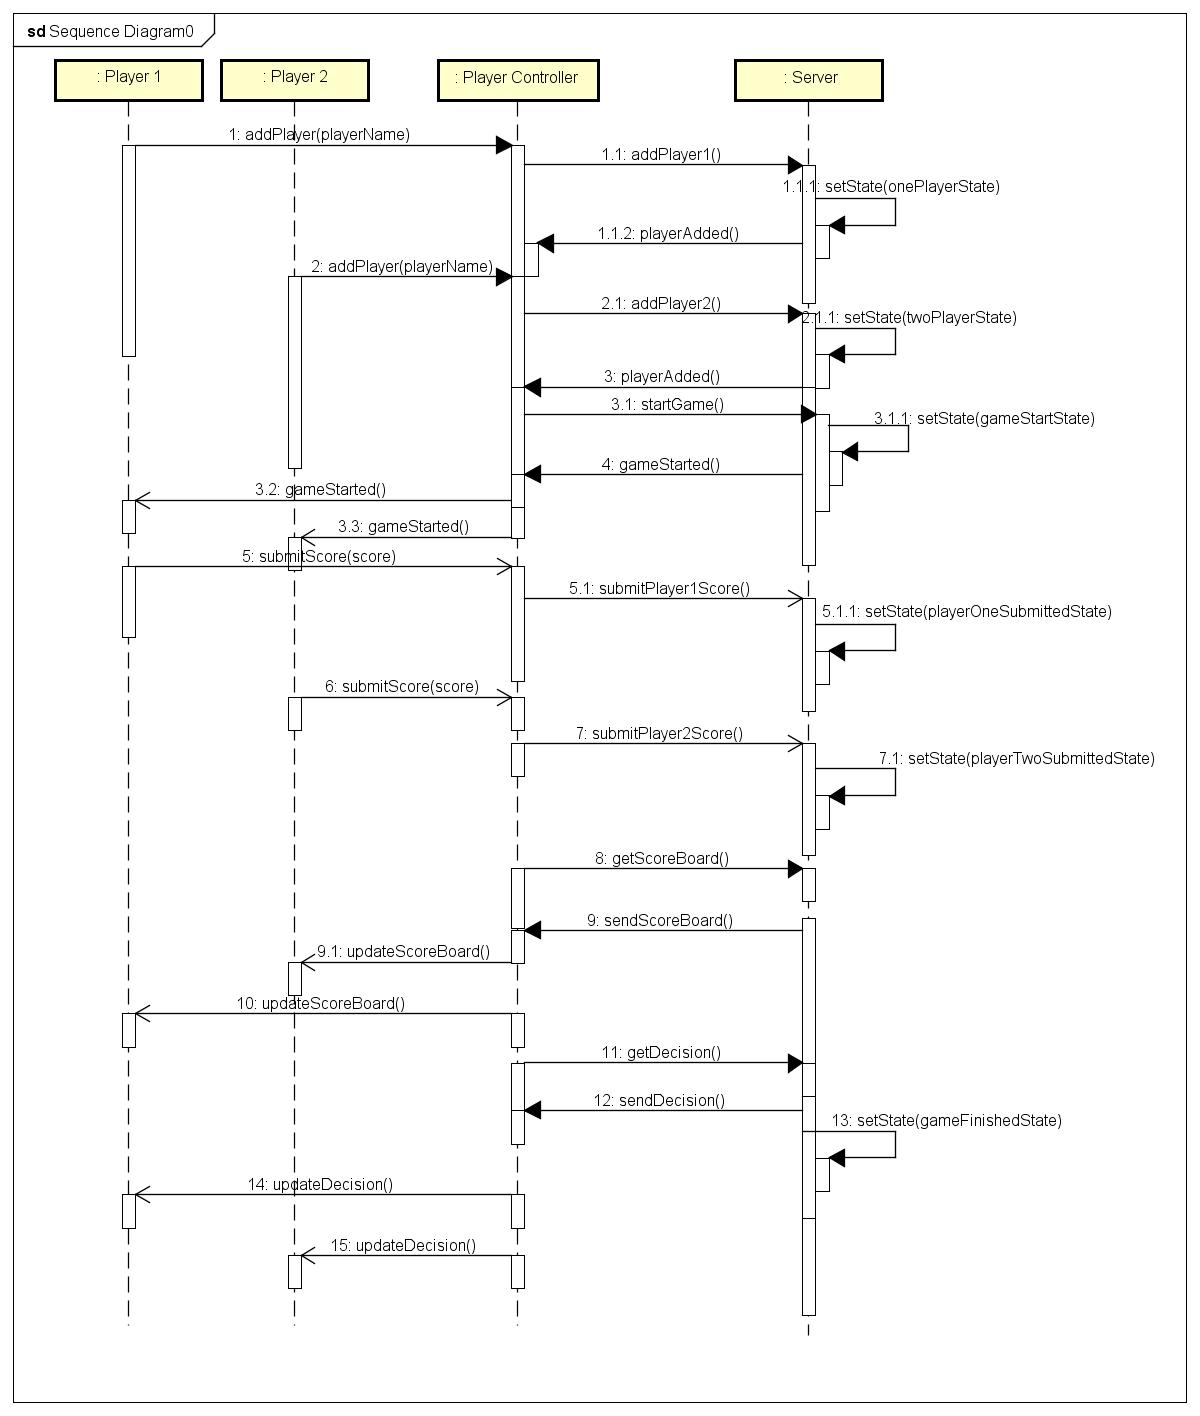 sd Sequence Diagram0
: Player 1
: Player 2
: Player Controller
: Server
1: addPlayer(playerName)
1.1: addPlayer1()
1.1.1: setState(onePlayerState)
1.1.2: playerAdded()
2: addPlayer(playerName)
2.1: addPlayer2()
2.1.1: setState(twoPlayerState)
3: playerAdded()
3.1: startGame()
3.1.1: setState(gameStartState)
4: gameStarted()
3.2: gameStarted()
3.3: gameStarted()
5: submitScore(score)
5.1: submitPlayer1Score()
5.1.1: setState(playerOneSubmittedState)
6: submitScore(score)
7: submitPlayer2Score()
7.1: setState(playerTwoSubmittedState)
8: getScoreBoard()
9: sendScoreBoard()
9.1: updateScoreBoard()
10: updateScoreBoard()
11: getDecision()
12: sendDecision()
13: setState(gameFinishedState)
14: updateDecision()
15: updateDecision()